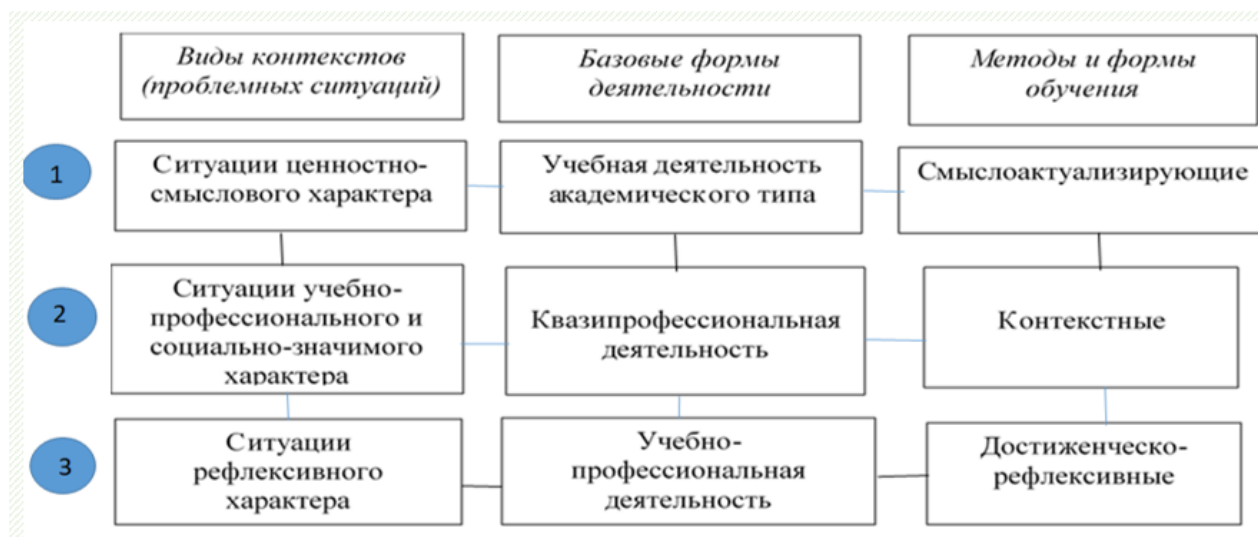 Виды контекстов
(проблемных ситуаций)
Базовые формы
деятельности
Методы и формы
обучения
1
Ситуации ценностно-
смыслового характера
Учебная деятельность
академического типа
Смыслоактуализирующие
2
Ситуации учебно-
профессионального и
социально-значимого
характера
Квазипрофессиональная
деятельность
Контекстные
3
Ситуации
рефлексивного
характера
Учебно-
профессиональная
деятельность
Достиженческо-
рефлексивные